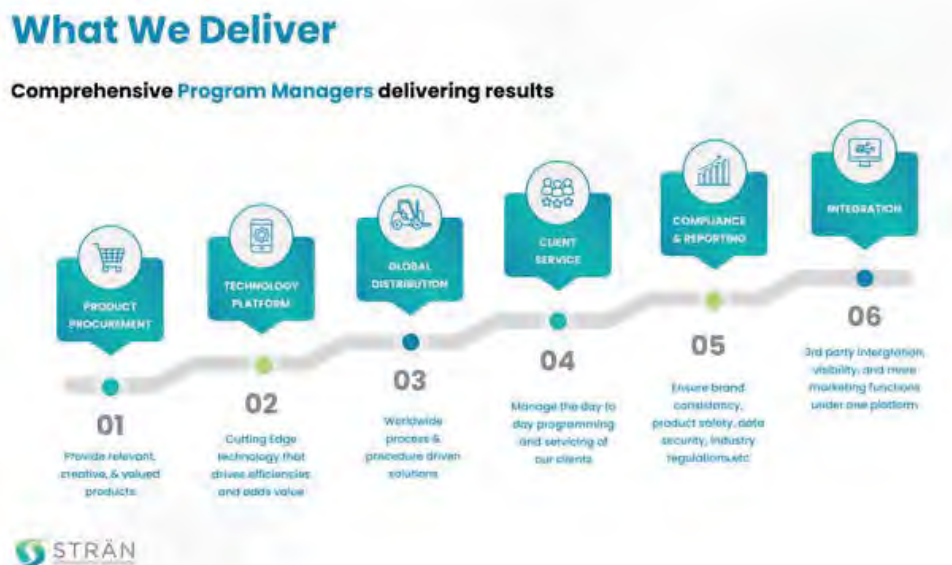 What We Deliver
Comprehensive Program Managers delivering results
PRODUCT
PROCUREMENT
01
Provide relevant,
creative, & valued
products
TECHNOLOGY
PLATFORM
02
Cutting Edge
technology that
drives efficiencies
and adds value
GLOBAL
DISTRIBUTION
03
Worldwide
process &
procedure driven
solutions
CLIENT
SERVICE
04
Manage the day to
day programming
and servicing of
our clients
COMPLIANCE
& REPORTING
05
Ensure brand
consistancy,
product safety, data
security, industry
regulations,etc
INTEGRATION
06
3rd party intergration,
visibility, and more
marketing functions
under one platform
STRÄN